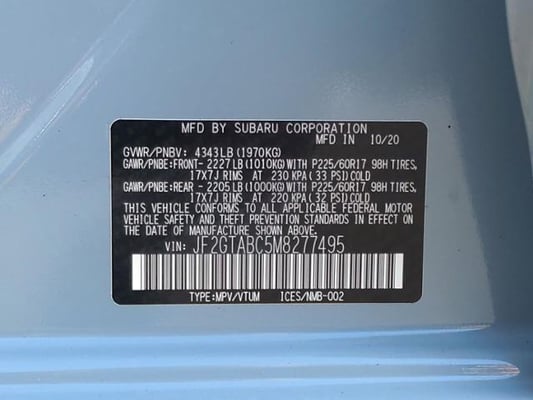 MFD BY SUBARU CORPORATION
MFD IN 10/20
GVWR/PNBV: 4343LB (1970KG)
GAWR/PNBE:FRONT- 2227LB(1010KG)WITH P225/60R17 98H TIRES,
17X7J RIMS AT 230 KPA(33 PSI)COLD
GAWR/PNBE:REAR - 2205LB(1000KG)WITH P225/60R17 98H TIRES,
17X7J RIMS AT 220 KPA(32 PSI)COLD
THIS VEHICLE CONFORMS TO ALL APPLICABLE FEDERAL MOTOR
VEHICLE SAFETY AND THEFT PREVENTION STANDARDS IN EFFECT ON
THE DATE OF MANUFACTURE SHOWN ABOVE.
VIN: JF2GTABC5M8277495
TYPE:MPV/VTUM ICES/NMB-002